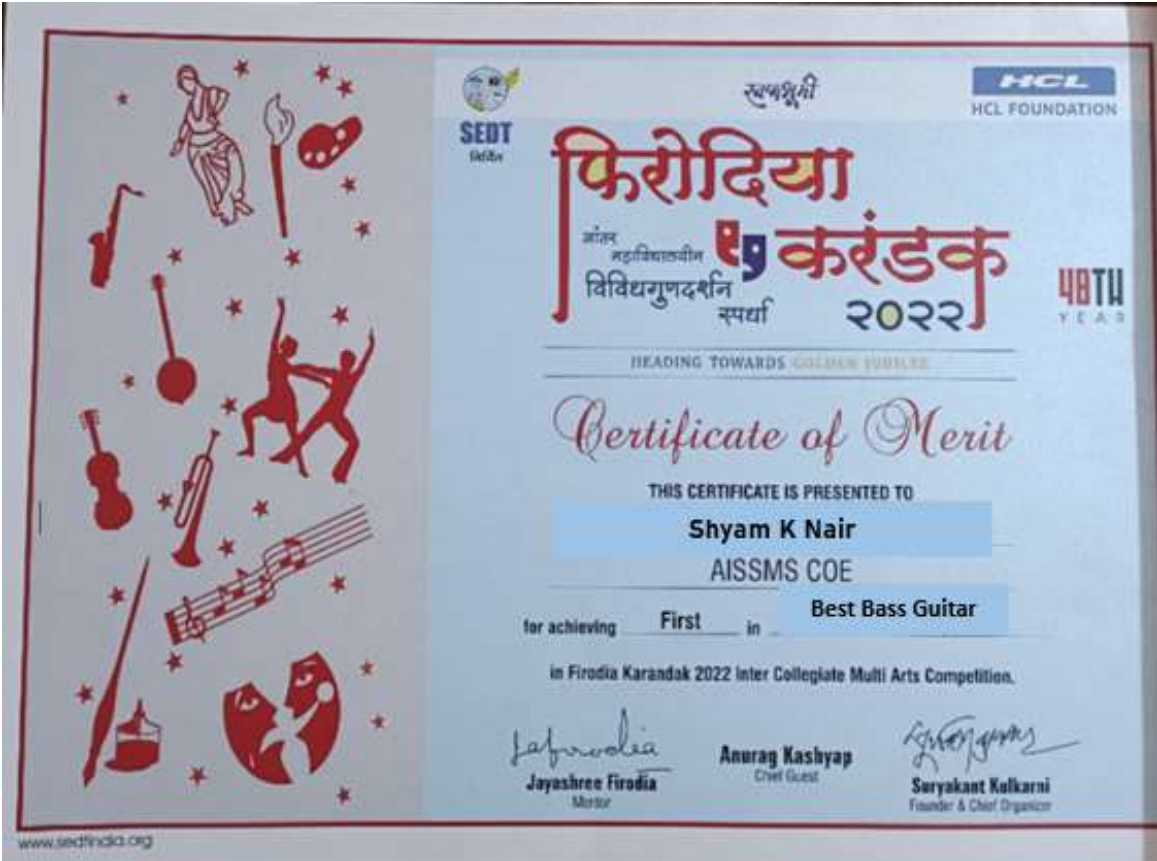 SEDT
निर्मित
स्वप्नभूमी
HCL
HCL FOUNDATION
फिरोदिया
करंडक
आंतर
महाविद्यालयीन
विविधगुणदर्शन
स्पर्धा
२०२२
48TH
YEAR
HEADING TOWARDS GOLDEN JUBILEE
Certificate of Merit
THIS CERTIFICATE IS PRESENTED TO
Shyam K Nair
AISSMS COE
for achieving First in Best Bass Guitar
in Firodia Karandak 2022 Inter Collegiate Multi Arts Competition.
Jayashree Firodia
Mentor
Anurag Kashyap
Chief Guest
Suryakant Kulkarni
Founder & Chief Organizer
www.sedtindia.org